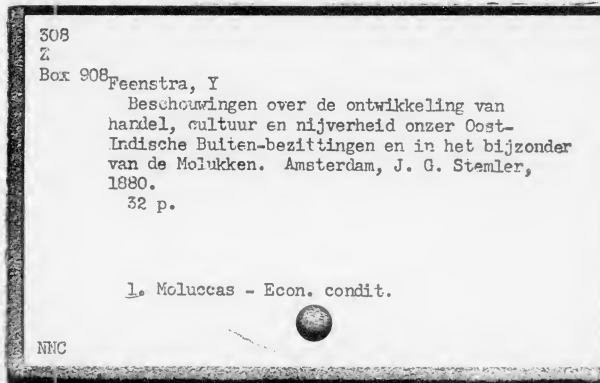 308
Z
Box 908
Feenstra, Y
Beschouwingen over de ontwikkeling van
handel, cultuur en nijverheid onzer Oost-
Indische Buiten-bezittingen en in het bijzonder
van de Molukken. Amsterdam, J. G. Stemler,
1880.
32 p.
1. Moluccas - Econ. condit.
NNC